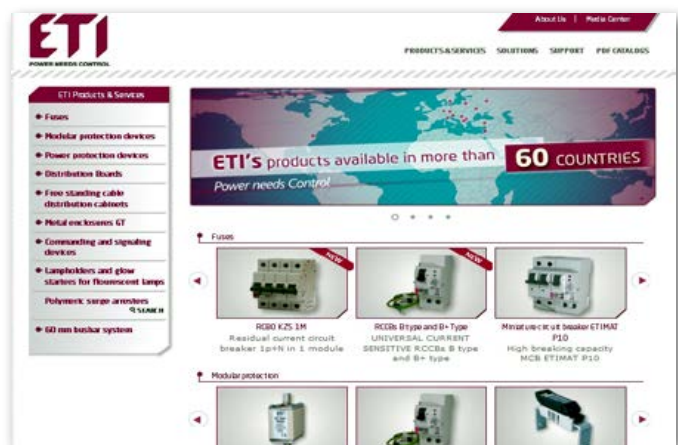 ETI
POWER NEEDS CONTROL
About Us | Media Center
PRODUCTS & SERVICES SOLUTIONS SUPPORT PDF CATALOGS
ETI Products & Services
Fuses
Modular protection devices
Power protection devices
Distribution Boards
Free standing cable
distribution cabinets
Metal enclosures GT
Commanding and signaling
devices
Lampholders and glow
starters for flourescent lamps
Polymeric surge arresters
SEARCH
60 mm busbar system
ETI's products available in more than 60 COUNTRIES
Power needs Control
Fuses
NEW
NEW
RCBO KZS 1M
Residual current circuit
breaker 1p+N in 1 module
RCCBs B type and B+ Type
UNIVERSAL CURRENT
SENSITIVE RCCBs B type
and B+ type
Miniature circuit breaker ETIMAT
P10
High breaking capacity
MCB ETIMAT P10
Modular protection